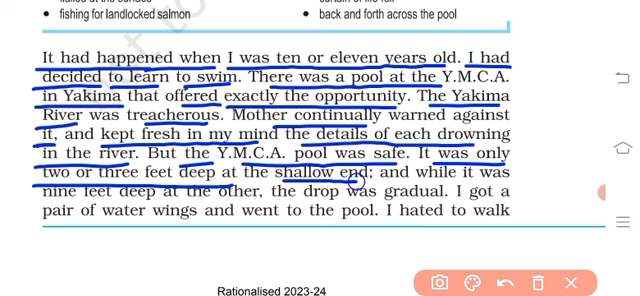 • fishing for landlocked salmon
• back and forth across the pool
It had happened when I was ten or eleven years old. I had
decided to learn to swim. There was a pool at the Y.M.C.A.
in Yakima that offered exactly the opportunity. The Yakima
River was treacherous. Mother continually warned against
it, and kept fresh in my mind the details of each drowning
in the river. But the Y.M.C.A. pool was safe. It was only
two or three feet deep at the shallow end; and while it was
nine feet deep at the other, the drop was gradual. I got a
pair of water wings and went to the pool. I hated to walk
Rationalised 2023-24